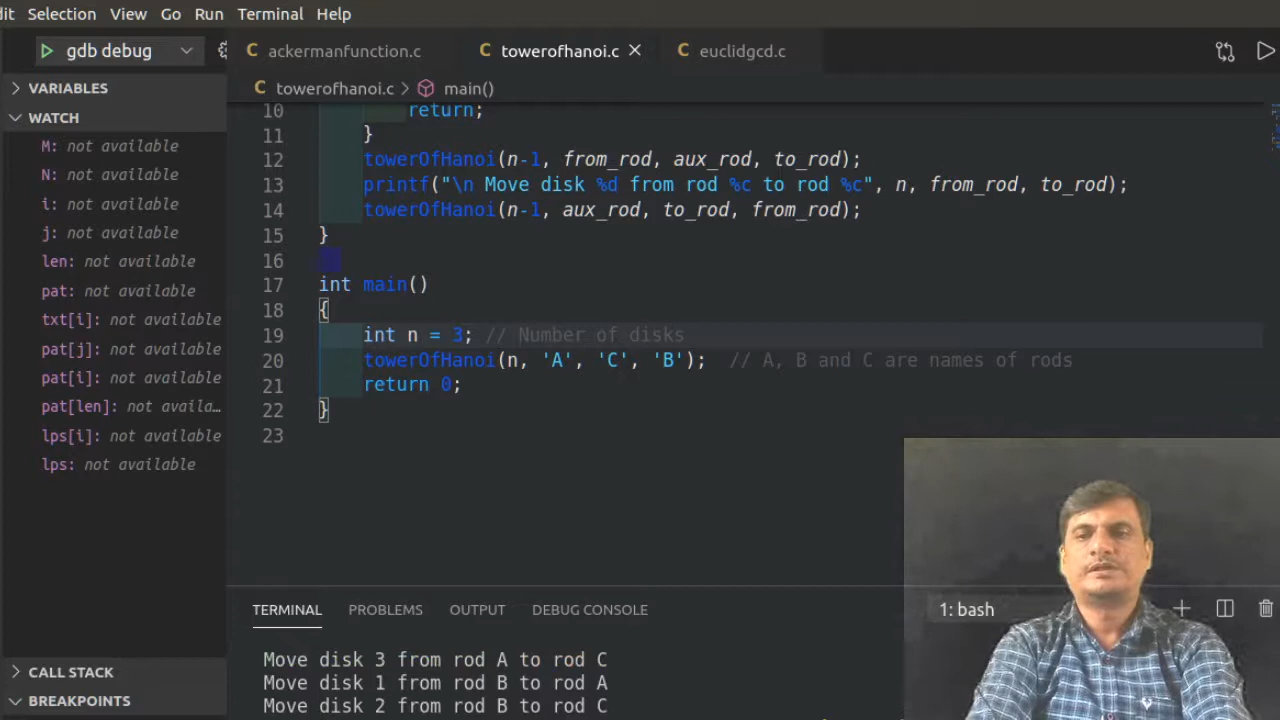 dit Selection View Go Run Terminal Help
gdb debug
ackermanfunction.c
towerofhanoi.c
euclidgcd.c
VARIABLES
towerofhanoi.c > main()
WATCH
M: not available
N: not available
i: not available
j: not available
len: not available
pat: not available
txt[i]: not available
pat[j]: not available
pat[i]: not available
pat[len]: not availa…
lps[i]: not available
lps: not available
10 return;
11 }
12 towerOfHanoi(n-1, from_rod, aux_rod, to_rod);
13 printf("\n Move disk %d from rod %c to rod %c", n, from_rod, to_rod);
14 towerOfHanoi(n-1, aux_rod, to_rod, from_rod);
15 }
16
17 int main()
18 {
19 int n = 3; // Number of disks
20 towerOfHanoi(n, 'A', 'C', 'B'); // A, B and C are names of rods
21 return 0;
22 }
23
TERMINAL PROBLEMS OUTPUT DEBUG CONSOLE
1: bash
Move disk 3 from rod A to rod C
Move disk 1 from rod B to rod A
Move disk 2 from rod B to rod C
CALL STACK
BREAKPOINTS